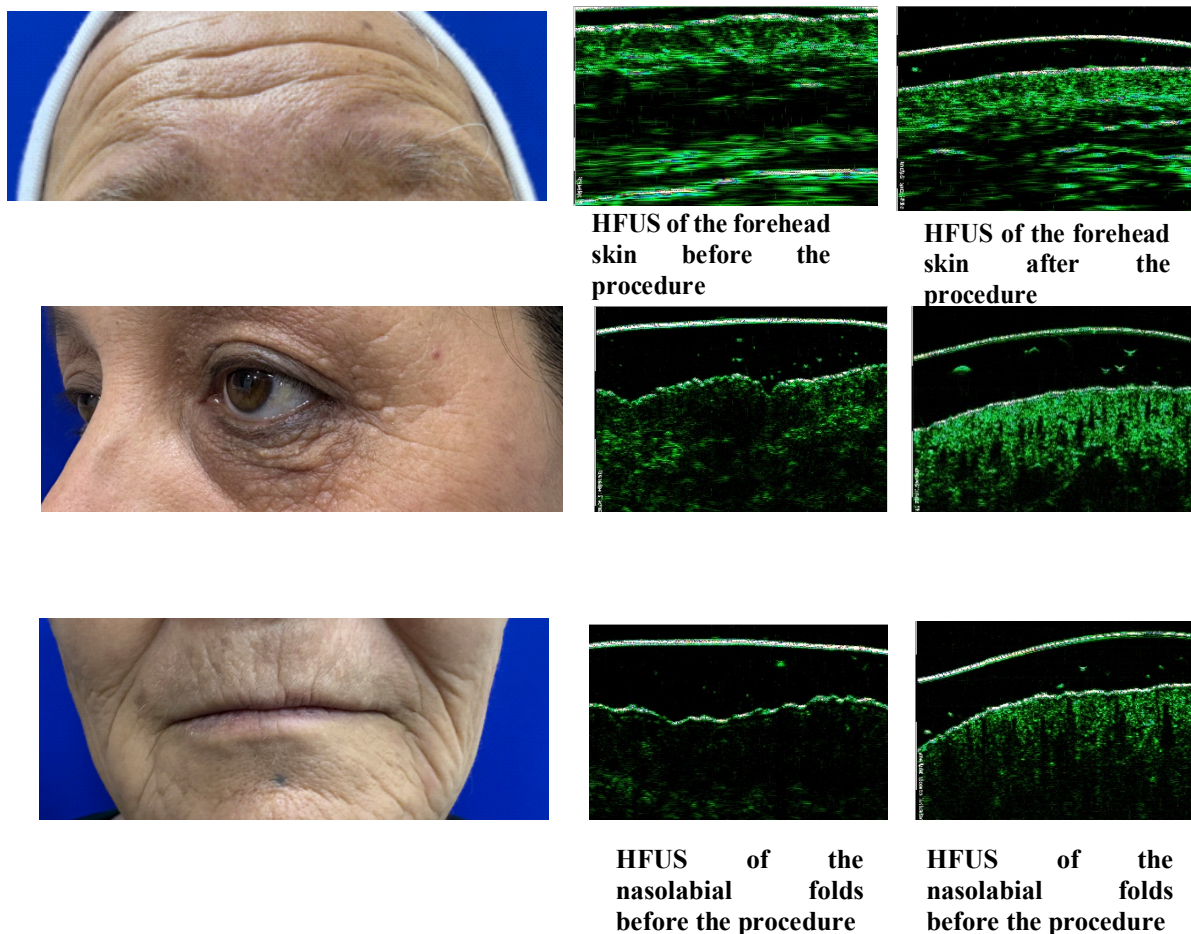 HFUS of the forehead
skin before the
procedure
HFUS of the forehead
skin after the
procedure
HFUS of the
nasolabial folds
before the procedure
HFUS of the
nasolabial folds
before the procedure